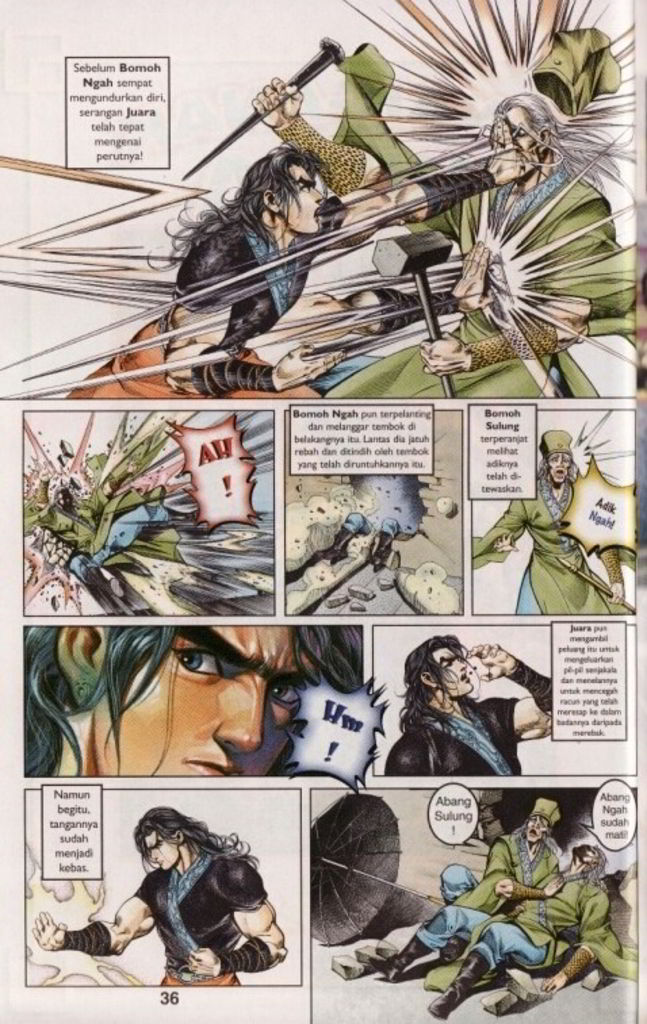 Sebelum Bomoh
Ngah sempat
mengundurkan diri,
serangan Juara
telah tepat
mengenai
perutnya!
AH
!
Bomoh Ngah pun terpelanting
dan melanggar tembok di
belakangnya itu. Lantas dia jatuh
rebah dan ditindih oleh tembok
yang telah diruntuhkannya itu.
Bomoh
Sulung
terperanjat
melihat
adiknya
telah di-
tewaskan.
Adik
Ngah!
Hm
!
Juara pun
mengambil
peluang itu untuk
mengeluarkan
pil-pil senjakala
dan menelannya
untuk mencegah
racun yang telah
meresap ke dalam
badannya daripada
merebak.
Namun
begitu,
tangannya
sudah
menjadi
kebas.
Abang
Sulung
!
Abang
Ngah
sudah
mati!
36